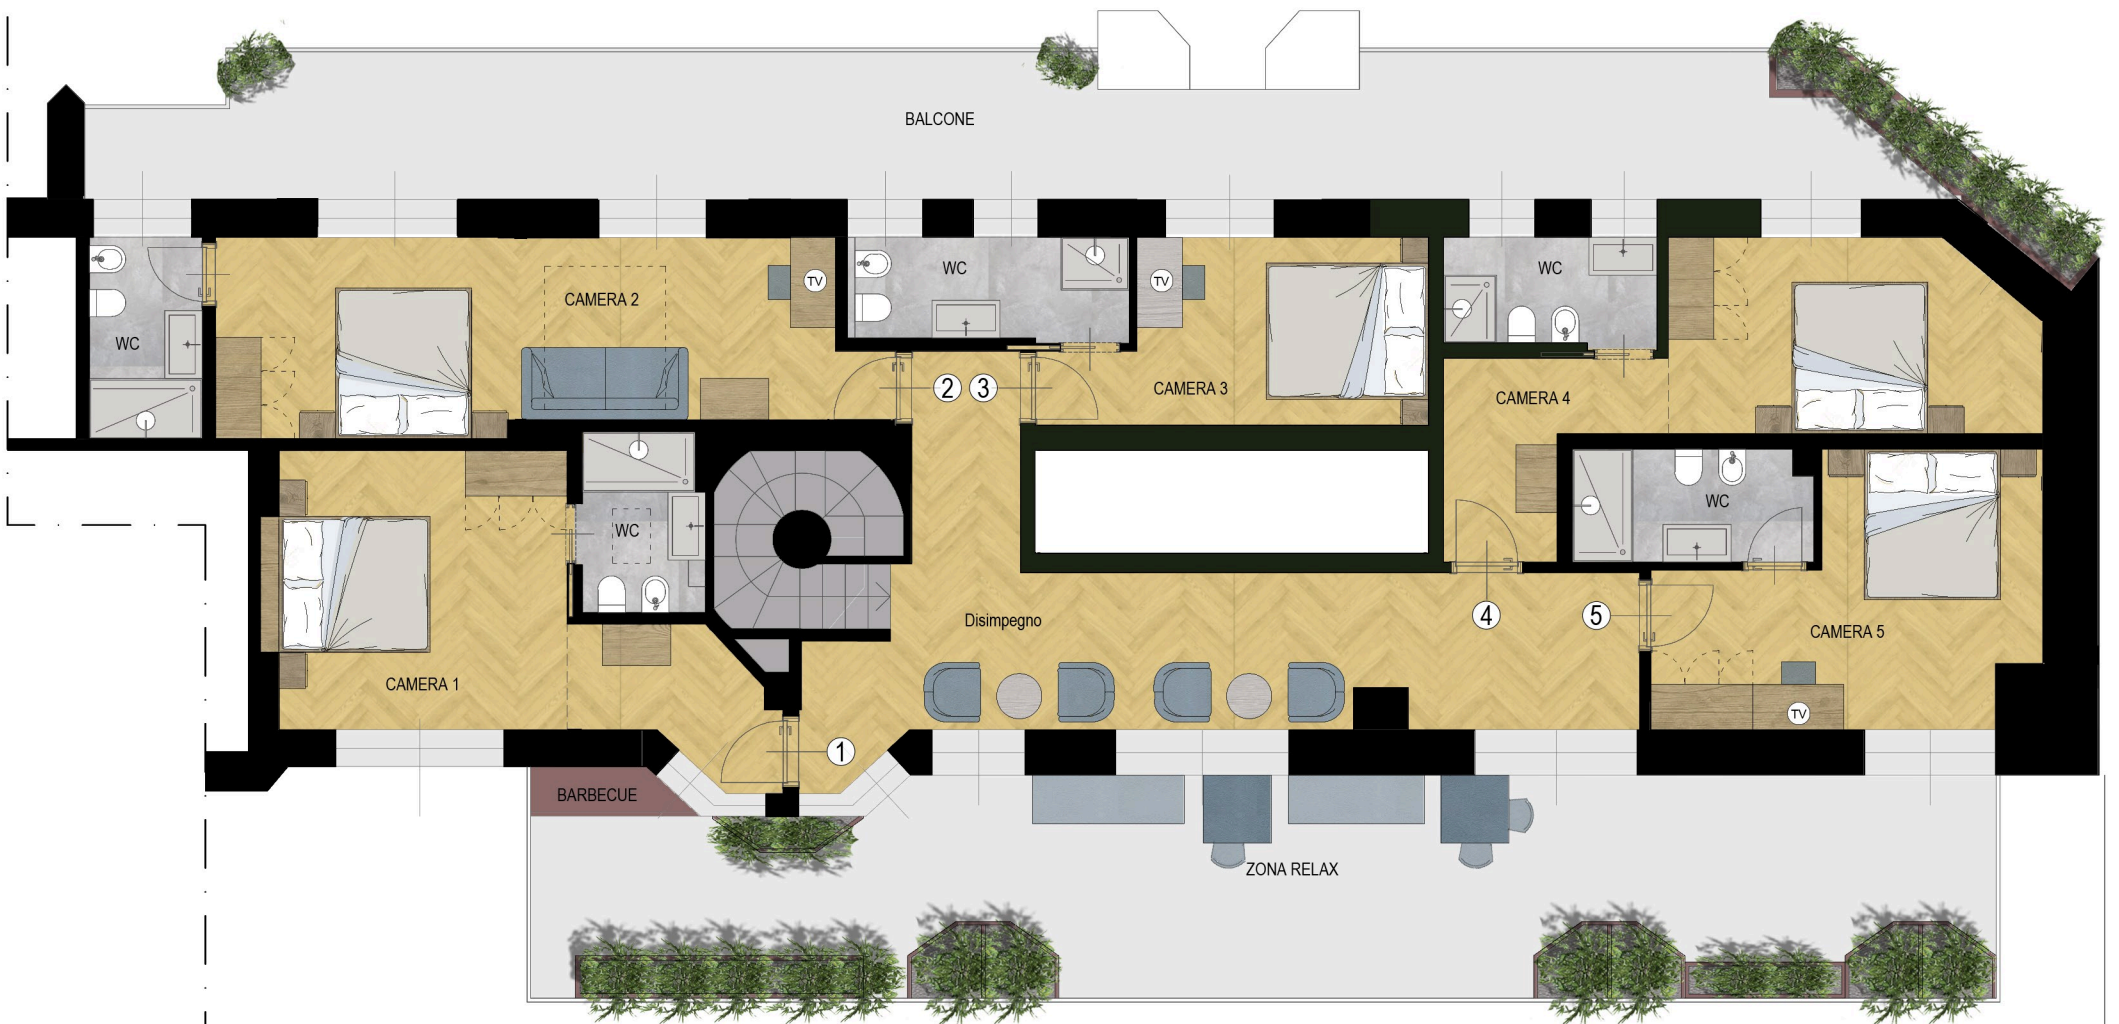 BALCONE
WC
CAMERA 2
TV
WC
TV
WC
WC
2
3
CAMERA 3
CAMERA 4
WC
WC
4
5
Disimpegno
CAMERA 5
CAMERA 1
TV
1
BARBECUE
ZONA RELAX